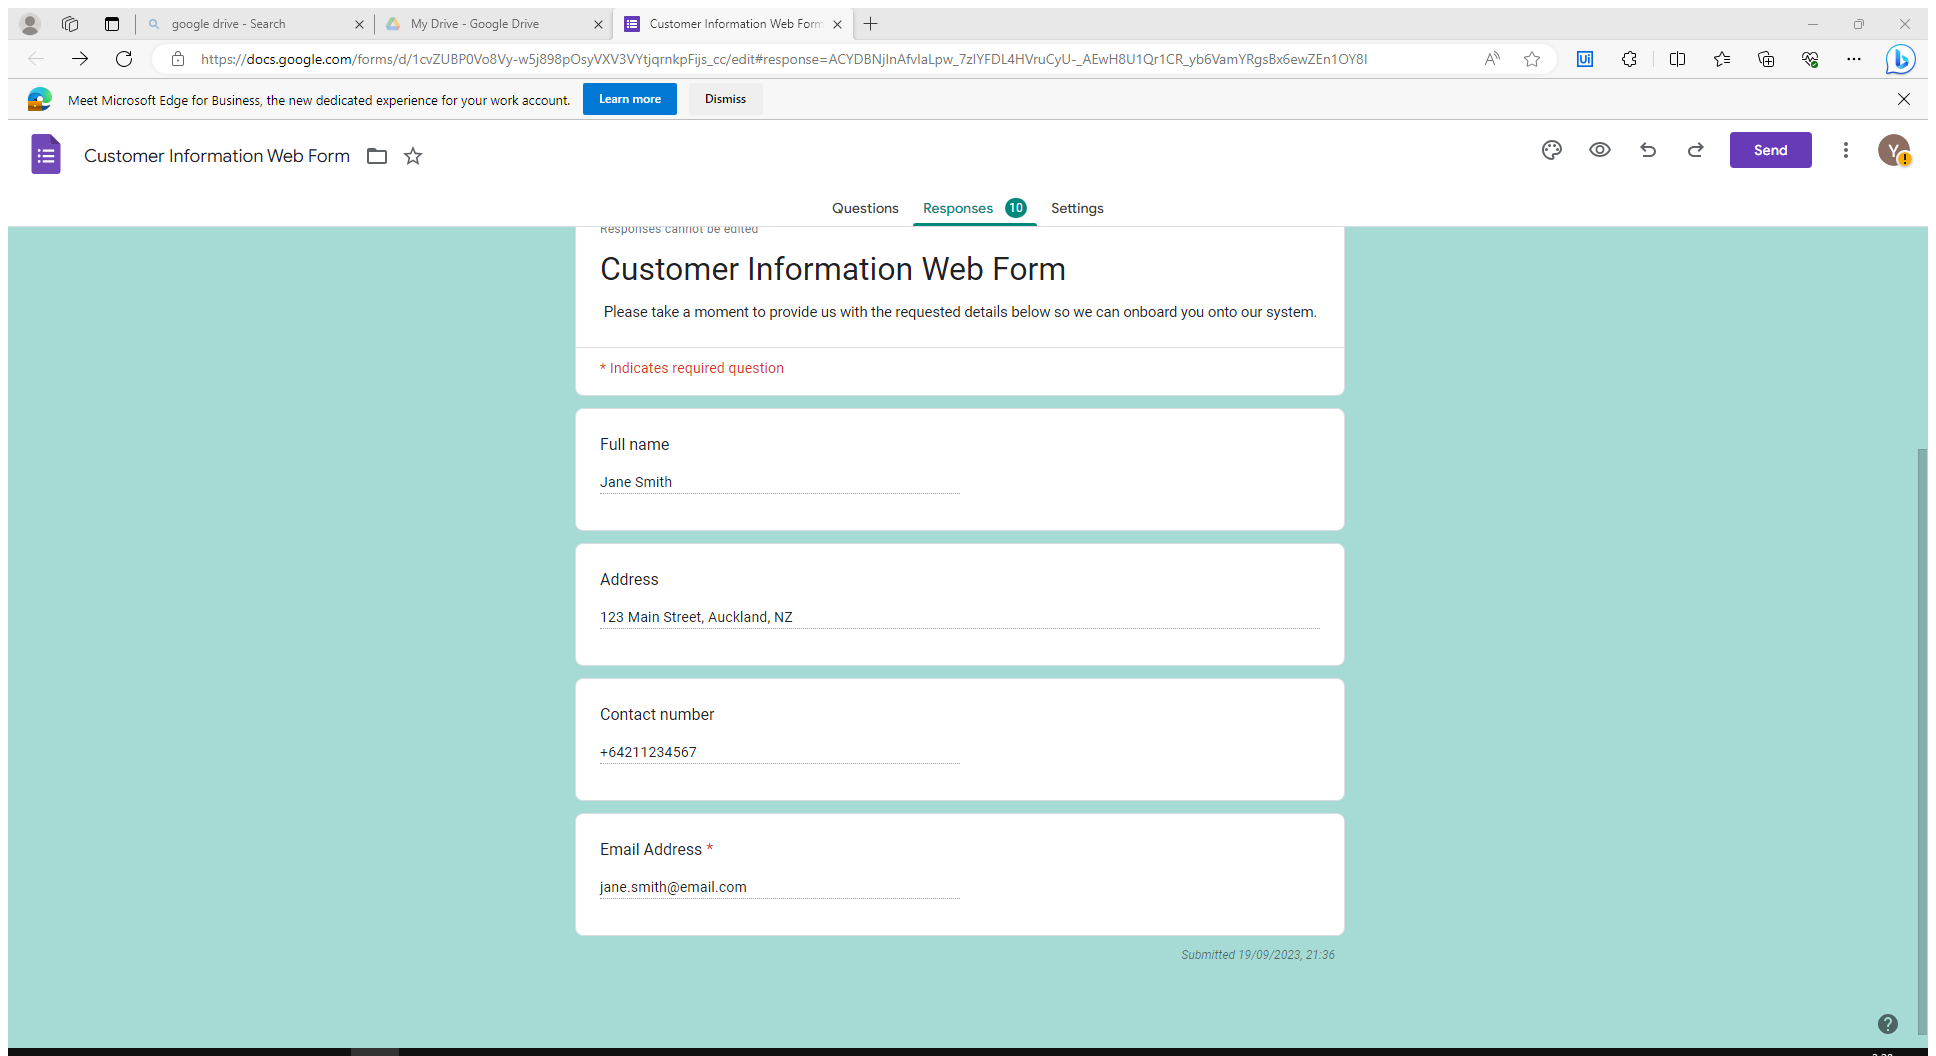 google drive - Search
My Drive - Google Drive
Customer Information Web Form
https://docs.google.com/forms/d/1cvZUBP0Vo8Vy-w5j898pOsyVXV3VYtjqrnkpFijs_cc/edit#response=ACYDBNjlnAfvlaLpw_7zIYFDL4HVruCyU-_AEwH8U1Qr1CR_yb6VamYRgsBx6ewZEn1OY8I
Meet Microsoft Edge for Business, the new dedicated experience for your work account.
Learn more
Dismiss
Customer Information Web Form
Send
Y
Questions
Responses 10
Settings
Responses cannot be edited
Customer Information Web Form
Please take a moment to provide us with the requested details below so we can onboard you onto our system.
* Indicates required question
Full name
Jane Smith
Address
123 Main Street, Auckland, NZ
Contact number
+64211234567
Email Address *
jane.smith@email.com
Submitted 19/09/2023, 21:36